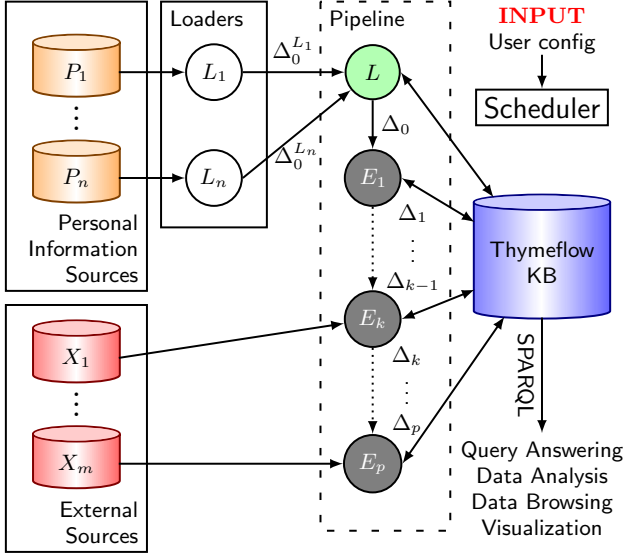 Loaders
Pipeline
INPUT
User config
Scheduler
P₁
⋮
Pₙ
Personal
Information
Sources
L₁
Lₙ
Δ₀^{L₁}
Δ₀^{Lₙ}
L
Δ₀
E₁
Δ₁
⋮
Δₖ₋₁
Eₖ
Δₖ
⋮
Δₚ
Eₚ
Thymeflow
KB
SPARQL
Query Answering
Data Analysis
Data Browsing
Visualization
X₁
⋮
Xₘ
External
Sources